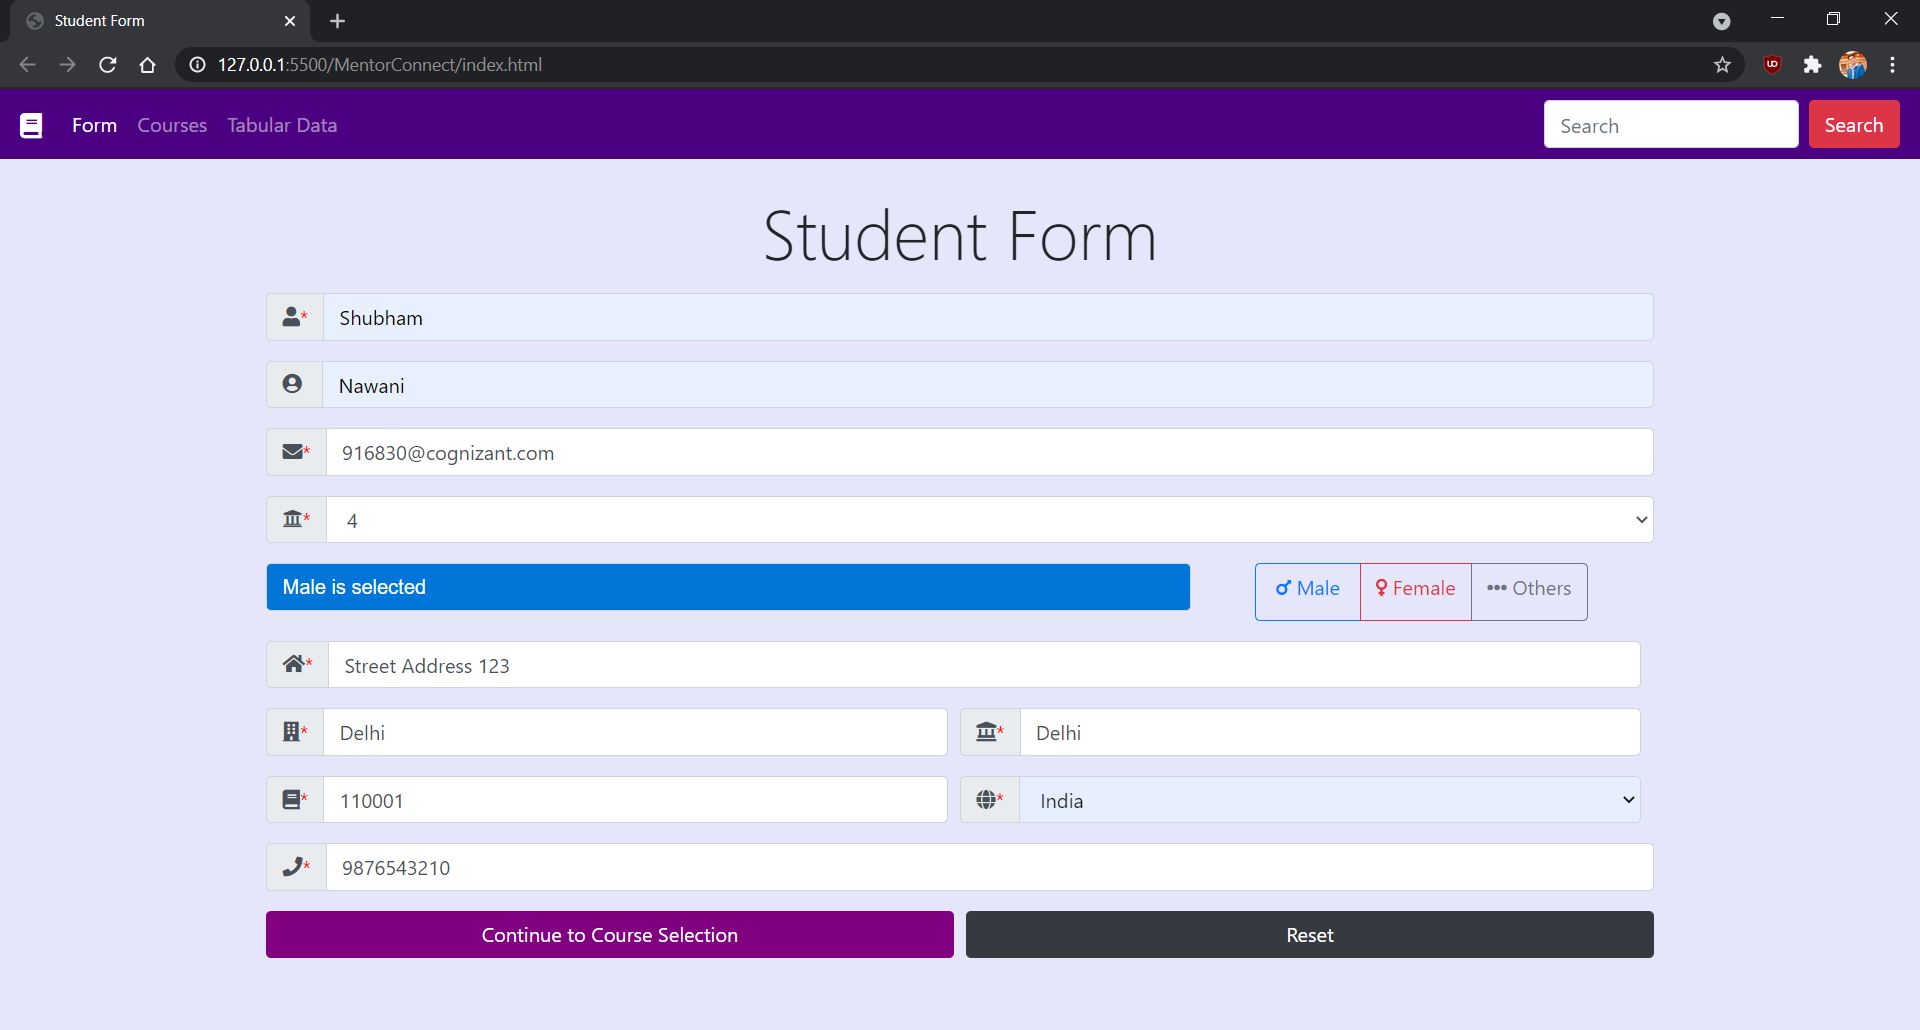 Student Form
127.0.0.1:5500/MentorConnect/index.html
Form Courses Tabular Data Search Search
Student Form
* Shubham
Nawani
* 916830@cognizant.com
* 4
Male is selected Male Female Others
* Street Address 123
* Delhi * Delhi
* 110001 * India
* 9876543210
Continue to Course Selection Reset